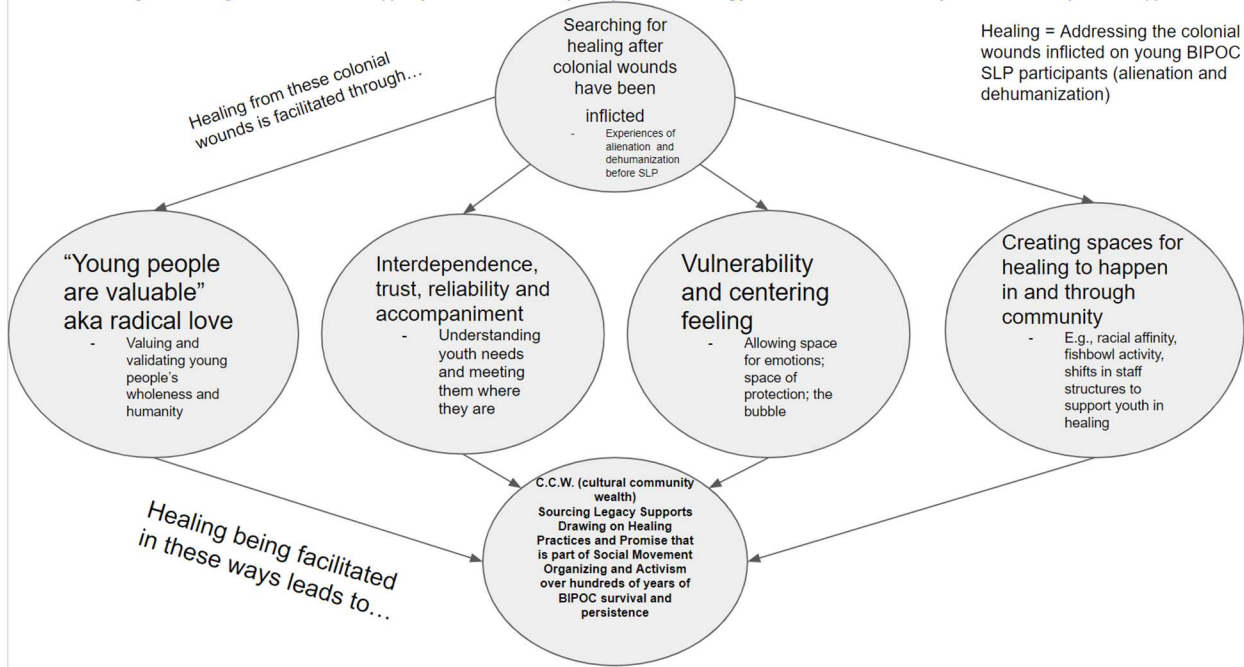 Searching for
healing after
colonial wounds
have been
inflicted
- Experiences of
alienation and
dehumanization
before SLP
Healing = Addressing the colonial
wounds inflicted on young BIPOC
SLP participants (alienation and
dehumanization)
Healing from these colonial
wounds is facilitated through…
“Young people
are valuable”
aka radical love
- Valuing and
validating young
people’s
wholeness and
humanity
Interdependence,
trust, reliability and
accompaniment
- Understanding
youth needs
and meeting
them where
they are
Vulnerability
and centering
feeling
- Allowing space
for emotions;
space of
protection; the
bubble
Creating spaces for
healing to happen
in and through
community
- E.g., racial affinity,
fishbowl activity,
shifts in staff
structures to
support youth in
healing
Healing being facilitated
in these ways leads to…
C.C.W. (cultural community
wealth)
Sourcing Legacy Supports
Drawing on Healing
Practices and Promise that
is part of Social Movement
Organizing and Activism
over hundreds of years of
BIPOC survival and
persistence